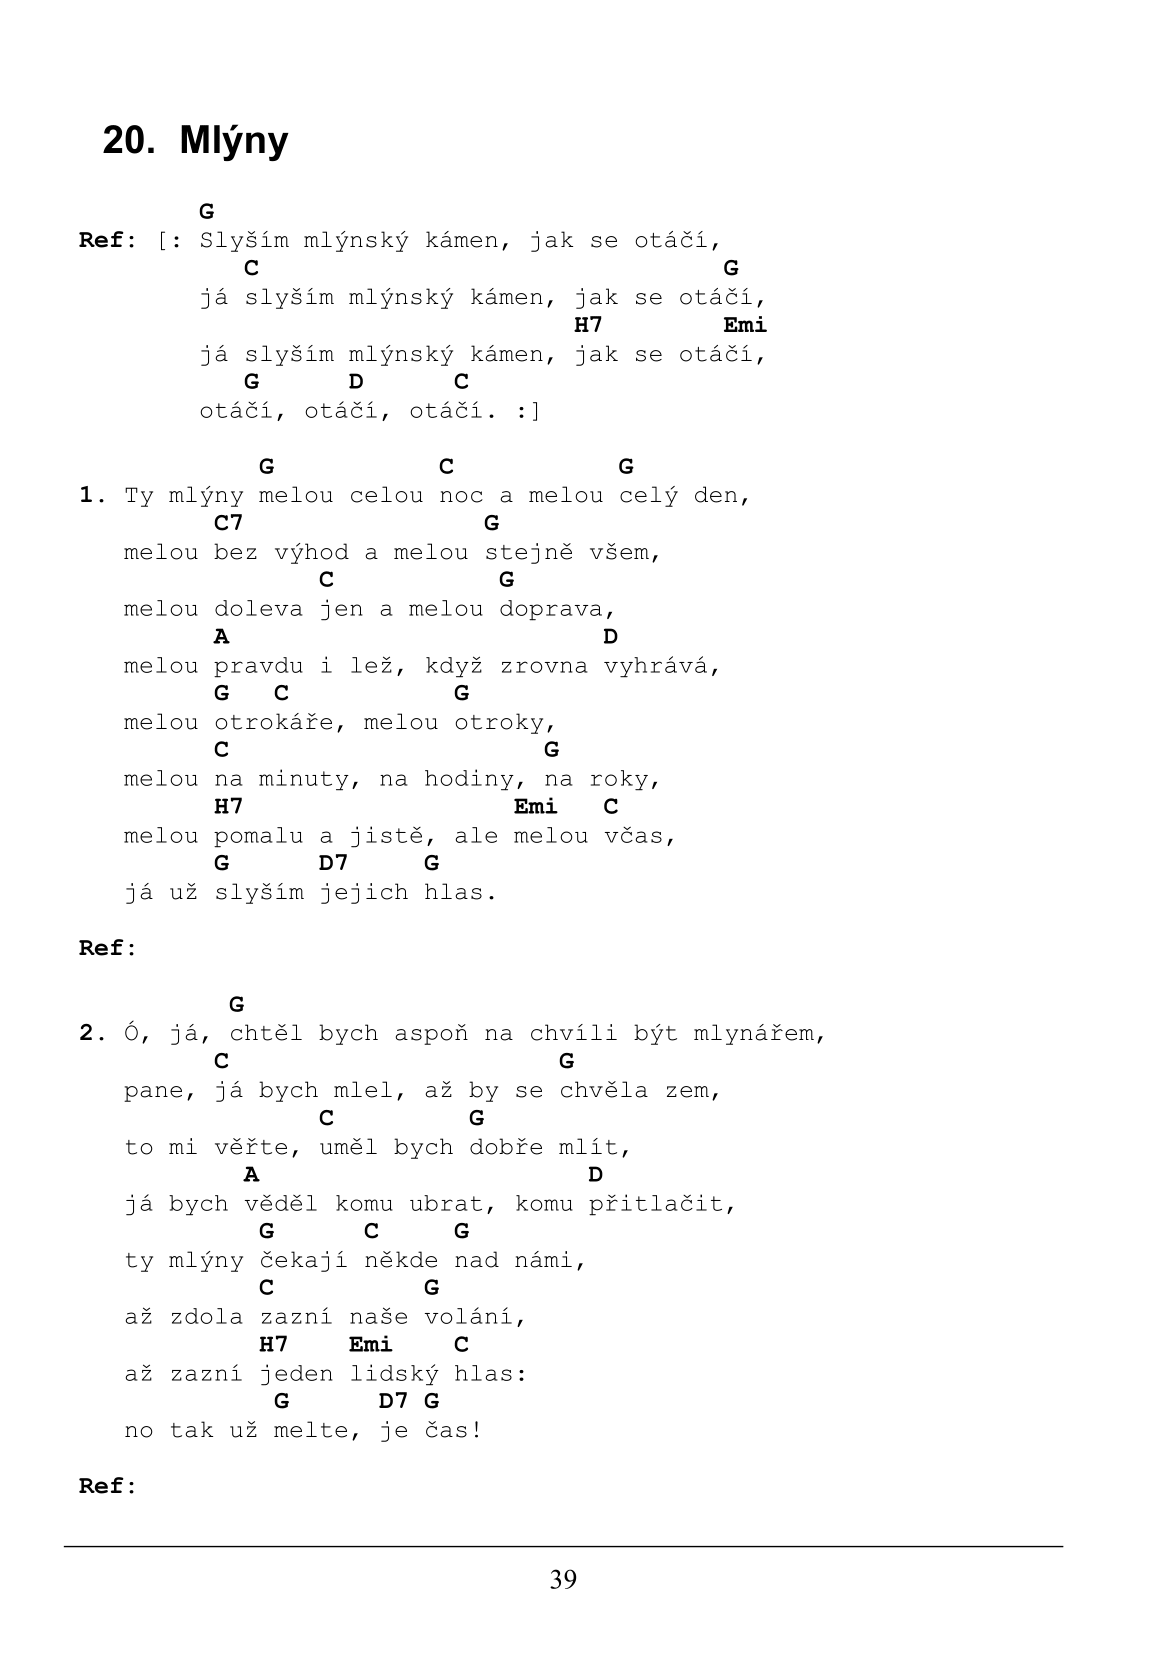 20. Mlýny
G
Ref: [: Slyším mlýnský kámen, jak se otáčí,
C G
já slyším mlýnský kámen, jak se otáčí,
H7 Emi
já slyším mlýnský kámen, jak se otáčí,
G D C
otáčí, otáčí, otáčí. :]
G C G
1. Ty mlýny melou celou noc a melou celý den,
C7 G
melou bez výhod a melou stejně všem,
C G
melou doleva jen a melou doprava,
A D
melou pravdu i lež, když zrovna vyhrává,
G C G
melou otrokáře, melou otroky,
C G
melou na minuty, na hodiny, na roky,
H7 Emi C
melou pomalu a jistě, ale melou včas,
G D7 G
já už slyším jejich hlas.
Ref:
G
2. Ó, já, chtěl bych aspoň na chvíli být mlynářem,
C G
pane, já bych mlel, až by se chvěla zem,
C G
to mi věřte, uměl bych dobře mlít,
A D
já bych věděl komu ubrat, komu přitlačit,
G C G
ty mlýny čekají někde nad námi,
C G
až zdola zazní naše volání,
H7 Emi C
až zazní jeden lidský hlas:
G D7 G
no tak už melte, je čas!
Ref:
39